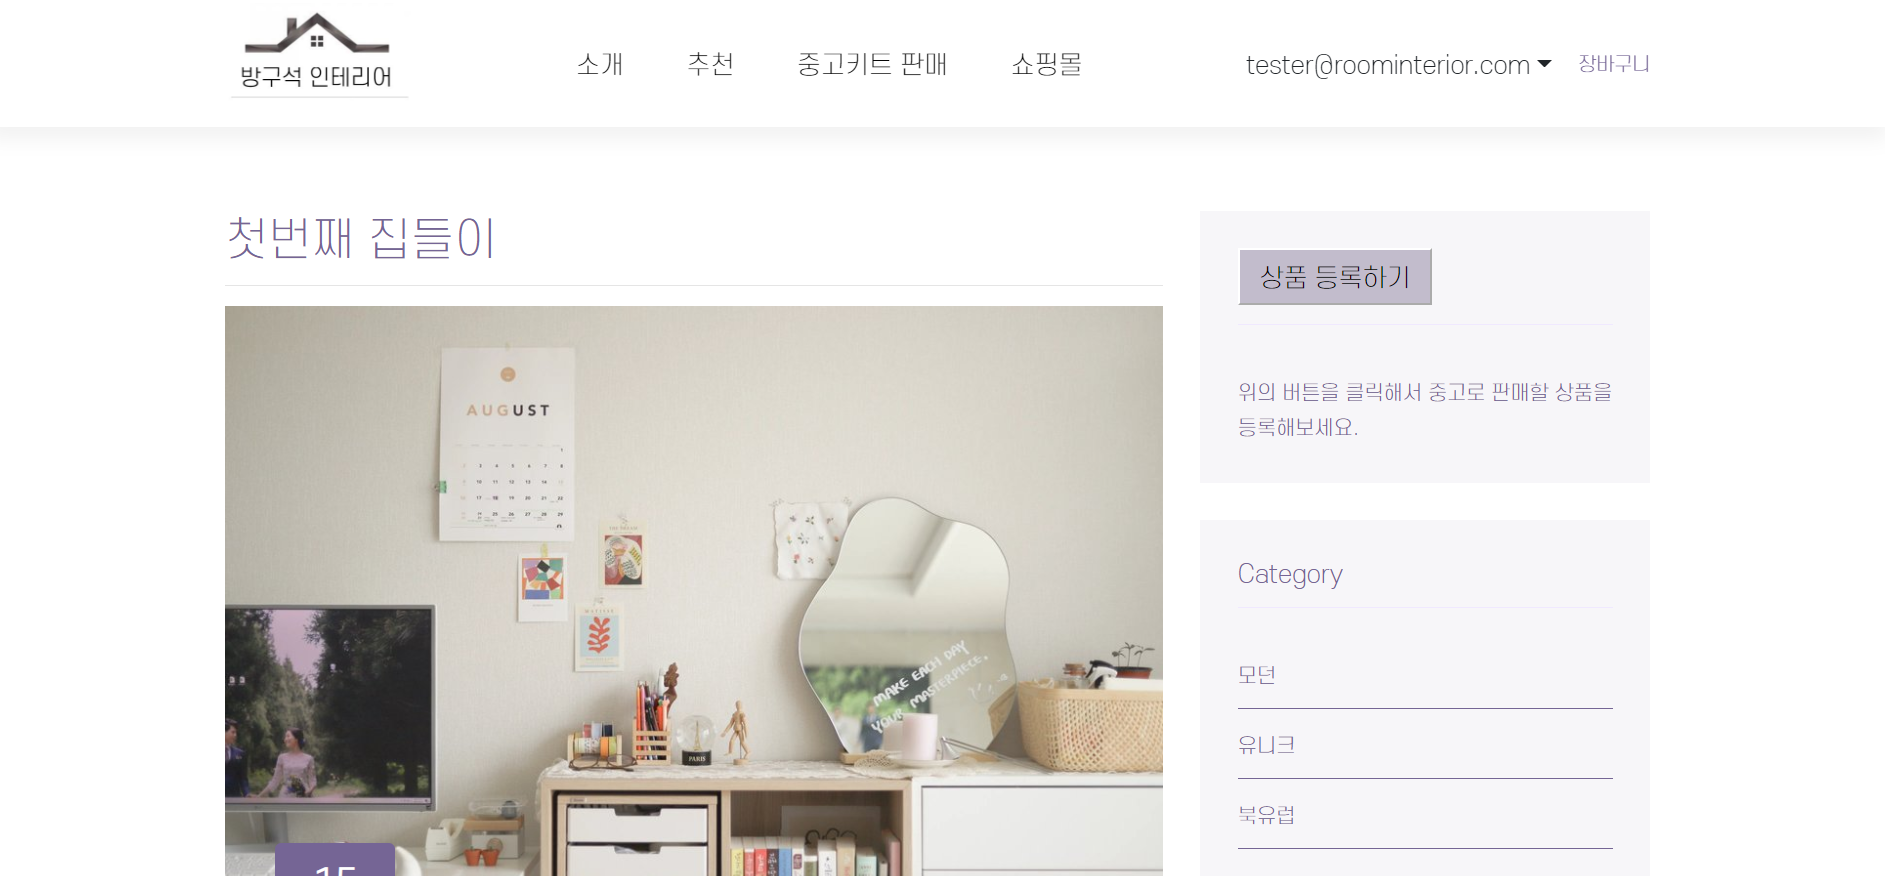 방구석 인테리어
소개
추천
중고키트 판매
쇼핑몰
tester@roominterior.com
장바구니
첫번째 집들이
상품 등록하기
위의 버튼을 클릭해서 중고로 판매할 상품을
등록해보세요.
AUGUST
MATISSE
MAKE EACH DAY
YOUR MASTERPIECE.
PARIS
Category
모던
유니크
북유럽
15